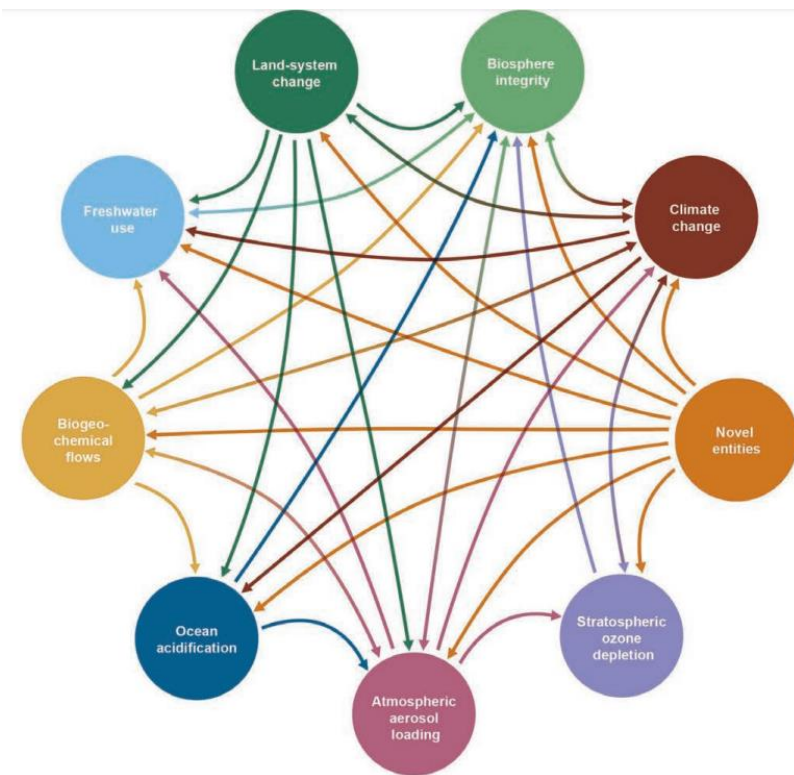 Land-system
change
Biosphere
integrity
Freshwater
use
Climate
change
Biogeo-
chemical
flows
Novel
entities
Ocean
acidification
Stratospheric
ozone
depletion
Atmospheric
aerosol
loading